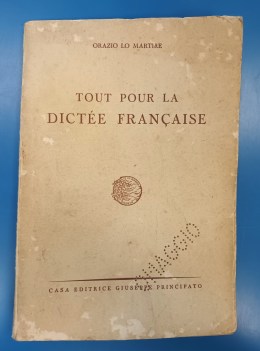 ORAZIO LO MARTIRE
TOUT POUR LA
DICTÉE FRANÇAISE
OMAGGIO
CASA EDITRICE GIUSEPPE PRINCIPATO